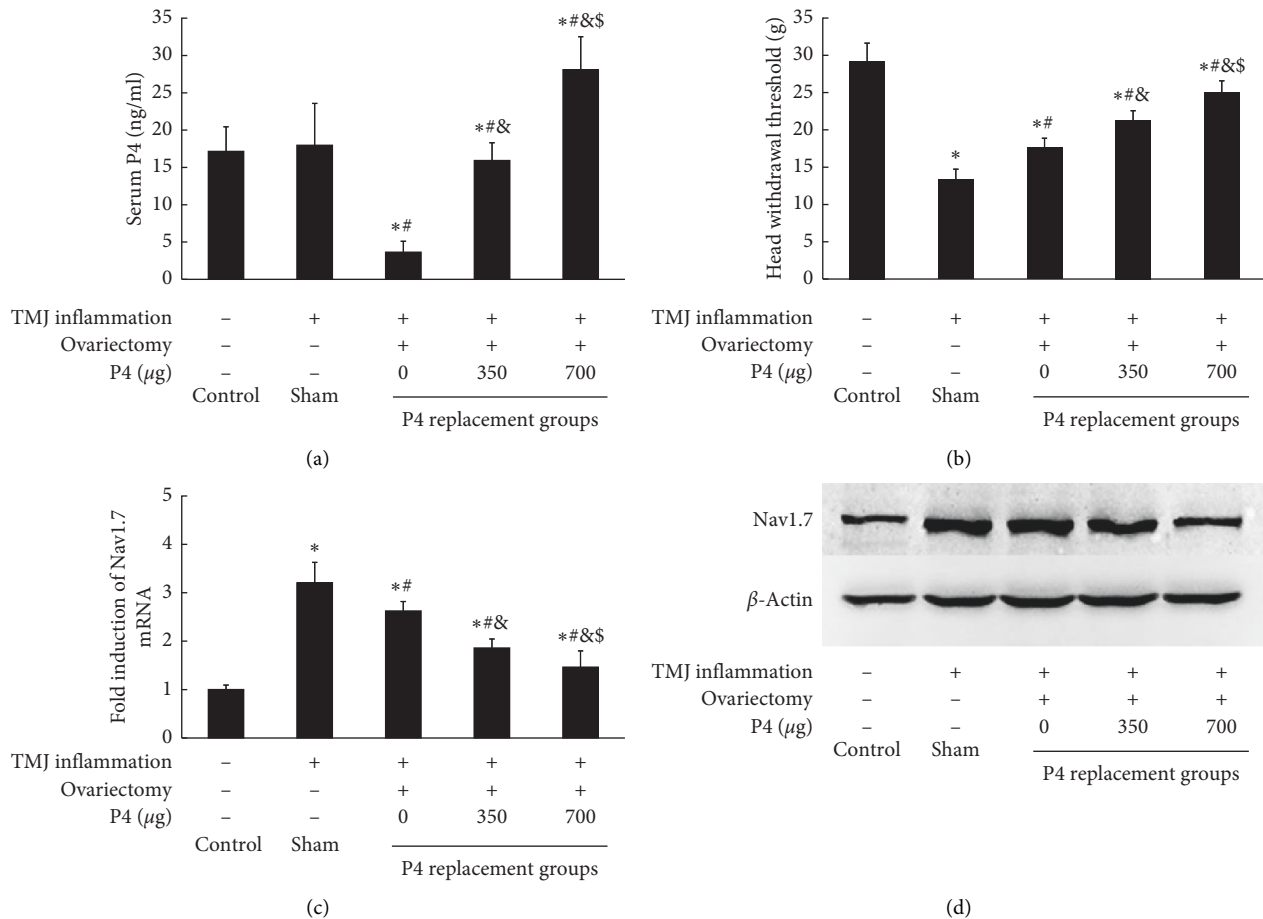 35
30
25
20
15
10
5
0
Serum P4 (ng/ml)
*#
*#&
*#&$
TMJ inflammation – + + + +
Ovariectomy – – + + +
P4 (µg) – – 0 350 700
Control Sham
P4 replacement groups
(a)
35
30
25
20
15
10
5
0
Head withdrawal threshold (g)
*
*#
*#&
*#&$
TMJ inflammation – + + + +
Ovariectomy – – + + +
P4 (µg) – – 0 350 700
Control Sham
P4 replacement groups
(b)
5
4
3
2
1
0
Fold induction of Nav1.7
mRNA
*
*#
*#&
*#&$
TMJ inflammation – + + + +
Ovariectomy – – + + +
P4 (µg) – – 0 350 700
Control Sham
P4 replacement groups
(c)
Nav1.7
β-Actin
TMJ inflammation – + + + +
Ovariectomy – – + + +
P4 (µg) – – 0 350 700
Control Sham
P4 replacement groups
(d)